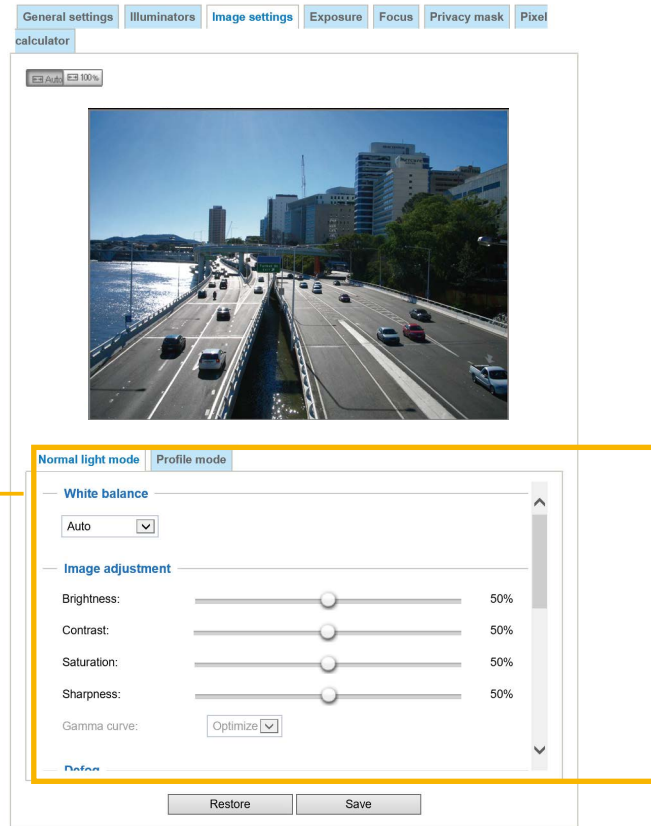 General settings Illuminators Image settings Exposure Focus Privacy mask Pixel
calculator
Auto 100%
Normal light mode Profile mode
White balance
Auto
Image adjustment
Brightness: 50%
Contrast: 50%
Saturation: 50%
Sharpness: 50%
Gamma curve: Optimize
Defog
Restore Save